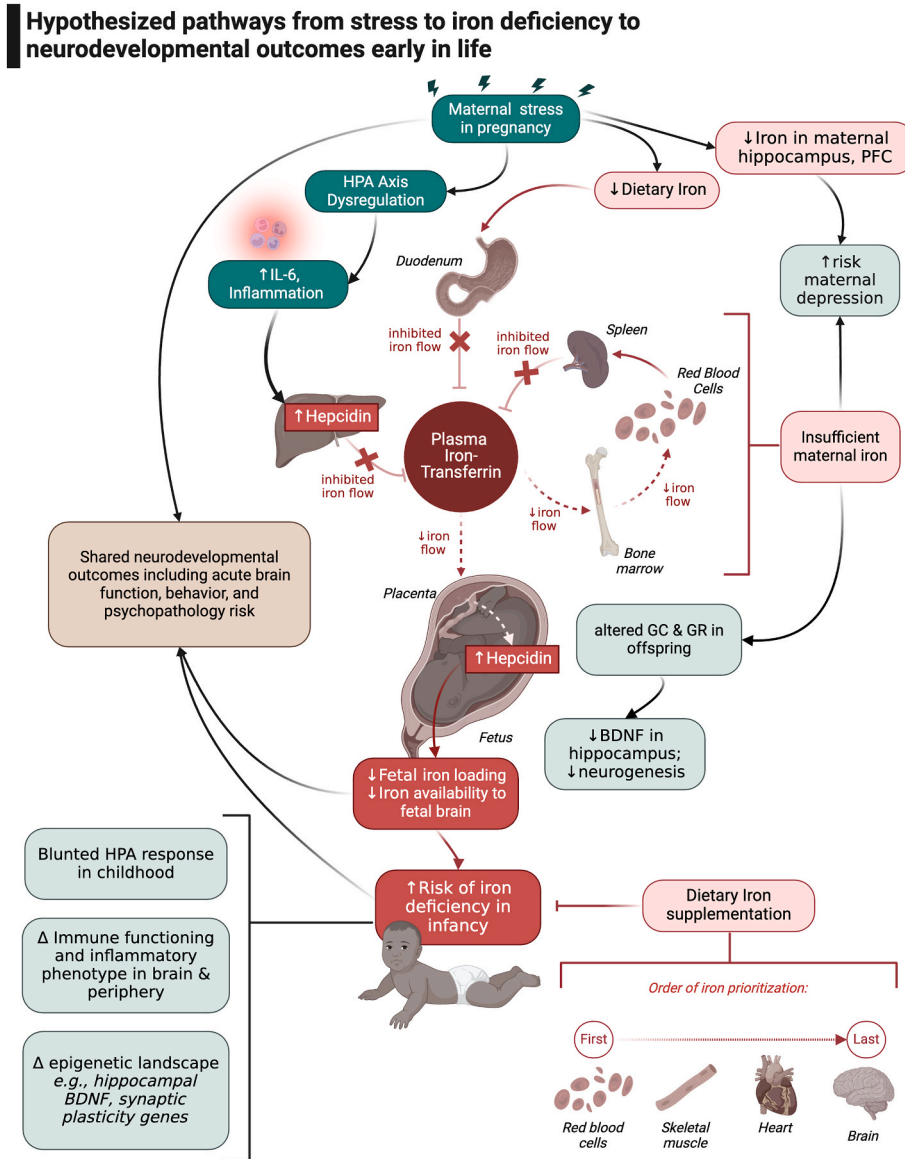 Hypothesized pathways from stress to iron deficiency to
neurodevelopmental outcomes early in life
Maternal stress
in pregnancy
↓Iron in maternal
hippocampus, PFC
HPA Axis
Dysregulation
↓Dietary Iron
↑IL-6,
Inflammation
Duodenum
↑risk
maternal
depression
inhibited
iron flow
inhibited
iron flow
Spleen
Red Blood
Cells
↑Hepcidin
Plasma
Iron-
Transferrin
Insufficient
maternal iron
inhibited
iron flow
↓iron
flow
↓iron
flow
Bone
marrow
↓iron
flow
Shared neurodevelopmental
outcomes including acute brain
function, behavior, and
psychopathology risk
Placenta
↑Hepcidin
Fetus
altered GC & GR in
offspring
↓BDNF in
hippocampus;
↓neurogenesis
↓Fetal iron loading
↓Iron availability to
fetal brain
Blunted HPA response
in childhood
↑Risk of iron
deficiency in
infancy
Dietary Iron
supplementation
Δ Immune functioning
and inflammatory
phenotype in brain &
periphery
Order of iron prioritization:
First
Last
Δ epigenetic landscape
e.g., hippocampal
BDNF, synaptic
plasticity genes
Red blood
cells
Skeletal
muscle
Heart
Brain